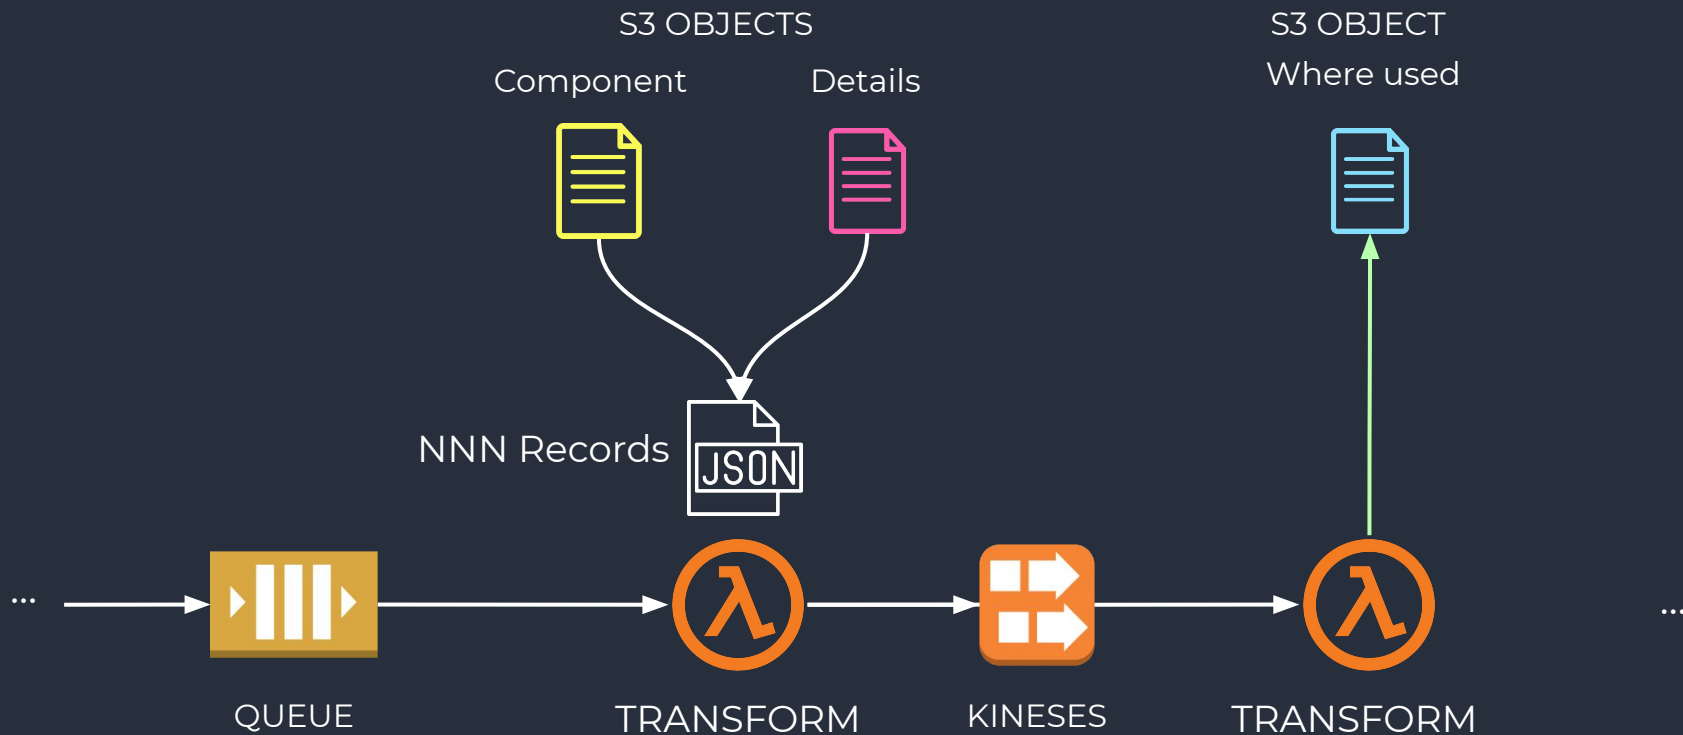 S3 OBJECTS
S3 OBJECT
Component
Details
Where used
NNN Records
JSON
...
...
QUEUE
TRANSFORM
KINESES
TRANSFORM